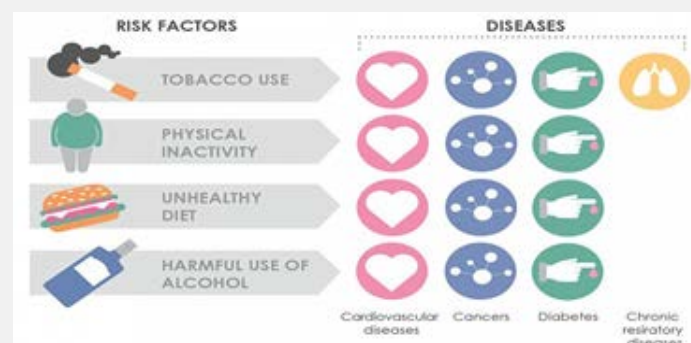 RISK FACTORS
DISEASES
TOBACCO USE
PHYSICAL
INACTIVITY
UNHEALTHY
DIET
HARMFUL USE OF
ALCOHOL
Cardiovascular
diseases
Cancers
Diabetes
Chronic
resiratory
diseases